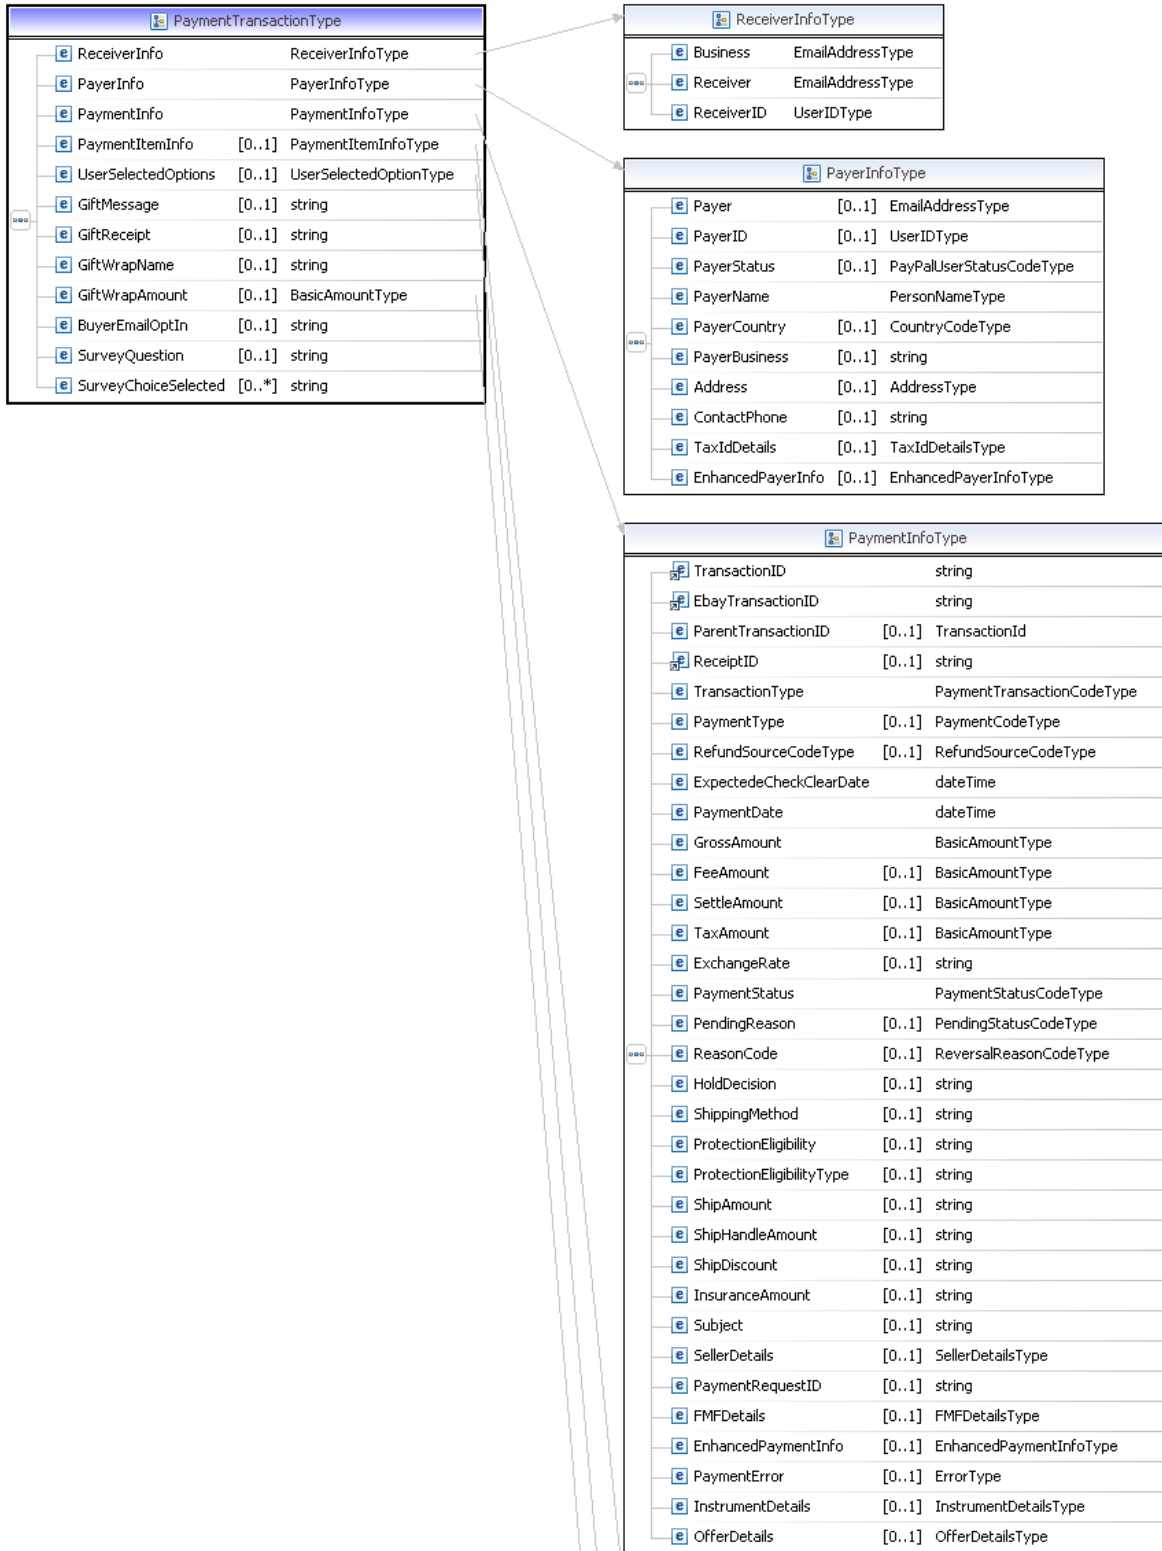 PaymentTransactionType
ReceiverInfo ReceiverInfoType
PayerInfo PayerInfoType
PaymentInfo PaymentInfoType
PaymentItemInfo [0..1] PaymentItemInfoType
UserSelectedOptions [0..1] UserSelectedOptionType
GiftMessage [0..1] string
GiftReceipt [0..1] string
GiftWrapName [0..1] string
GiftWrapAmount [0..1] BasicAmountType
BuyerEmailOptIn [0..1] string
SurveyQuestion [0..1] string
SurveyChoiceSelected [0..*] string
ReceiverInfoType
Business EmailAddressType
Receiver EmailAddressType
ReceiverID UserIDType
PayerInfoType
Payer [0..1] EmailAddressType
PayerID [0..1] UserIDType
PayerStatus [0..1] PayPalUserStatusCodeType
PayerName PersonNameType
PayerCountry [0..1] CountryCodeType
PayerBusiness [0..1] string
Address [0..1] AddressType
ContactPhone [0..1] string
TaxIdDetails [0..1] TaxIdDetailsType
EnhancedPayerInfo [0..1] EnhancedPayerInfoType
PaymentInfoType
TransactionID string
EbayTransactionID string
ParentTransactionID [0..1] TransactionId
ReceiptID [0..1] string
TransactionType PaymentTransactionCodeType
PaymentType [0..1] PaymentCodeType
RefundSourceCodeType [0..1] RefundSourceCodeType
ExpectedeCheckClearDate dateTime
PaymentDate dateTime
GrossAmount BasicAmountType
FeeAmount [0..1] BasicAmountType
SettleAmount [0..1] BasicAmountType
TaxAmount [0..1] BasicAmountType
ExchangeRate [0..1] string
PaymentStatus PaymentStatusCodeType
PendingReason [0..1] PendingStatusCodeType
ReasonCode [0..1] ReversalReasonCodeType
HoldDecision [0..1] string
ShippingMethod [0..1] string
ProtectionEligibility [0..1] string
ProtectionEligibilityType [0..1] string
ShipAmount [0..1] string
ShipHandleAmount [0..1] string
ShipDiscount [0..1] string
InsuranceAmount [0..1] string
Subject [0..1] string
SellerDetails [0..1] SellerDetailsType
PaymentRequestID [0..1] string
FMFDetails [0..1] FMFDetailsType
EnhancedPaymentInfo [0..1] EnhancedPaymentInfoType
PaymentError [0..1] ErrorType
InstrumentDetails [0..1] InstrumentDetailsType
OfferDetails [0..1] OfferDetailsType